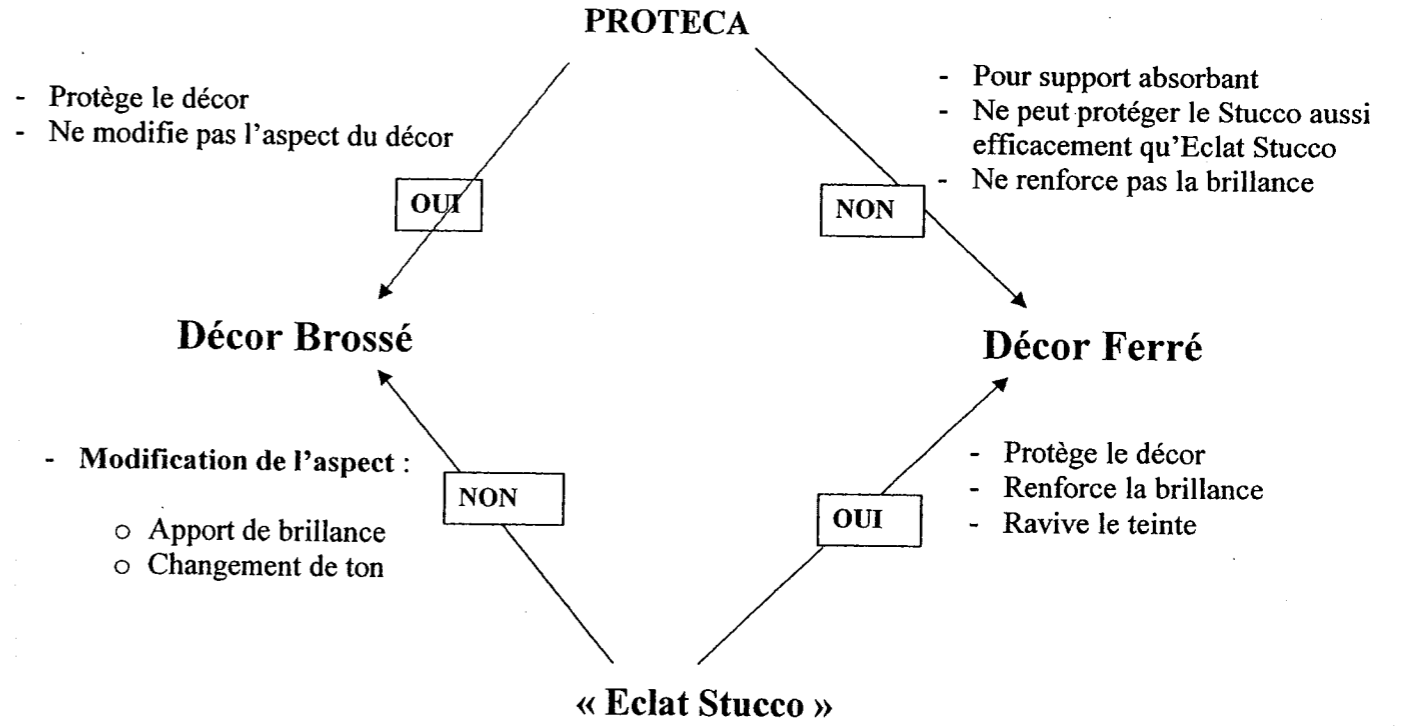 PROTECA
- Protège le décor
- Ne modifie pas l'aspect du décor
OUI
- Pour support absorbant
- Ne peut protéger le Stucco aussi
efficacement qu'Eclat Stucco
- Ne renforce pas la brillance
NON
Décor Brossé
Décor Ferré
- Modification de l'aspect :
o Apport de brillance
o Changement de ton
NON
OUI
- Protège le décor
- Renforce la brillance
- Ravive le teinte
« Eclat Stucco »